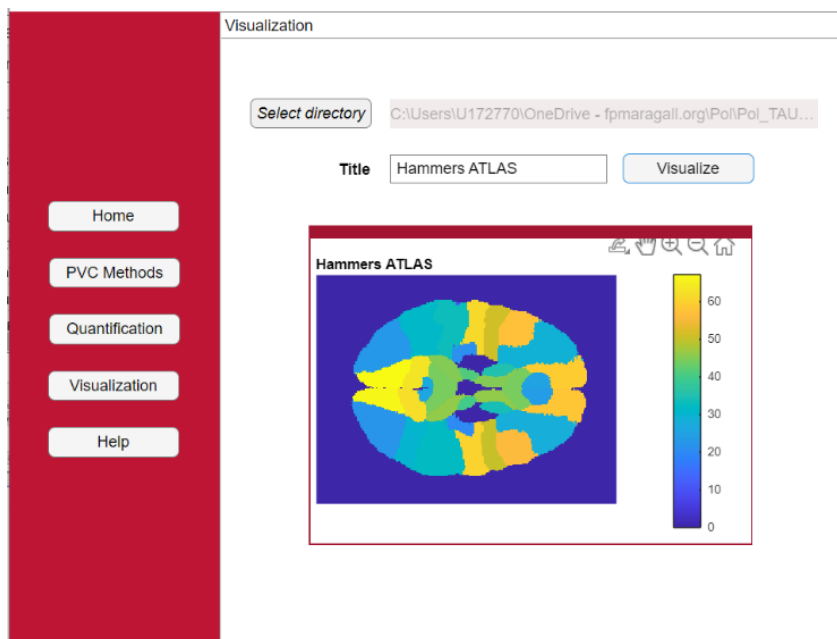 Visualization
Select directory
C:\Users\U172770\OneDrive - fpmaragall.org\Pol\Pol_TAU...
Title
Hammers ATLAS
Visualize
Home
PVC Methods
Quantification
Visualization
Help
Hammers ATLAS
60
50
40
30
20
10
0